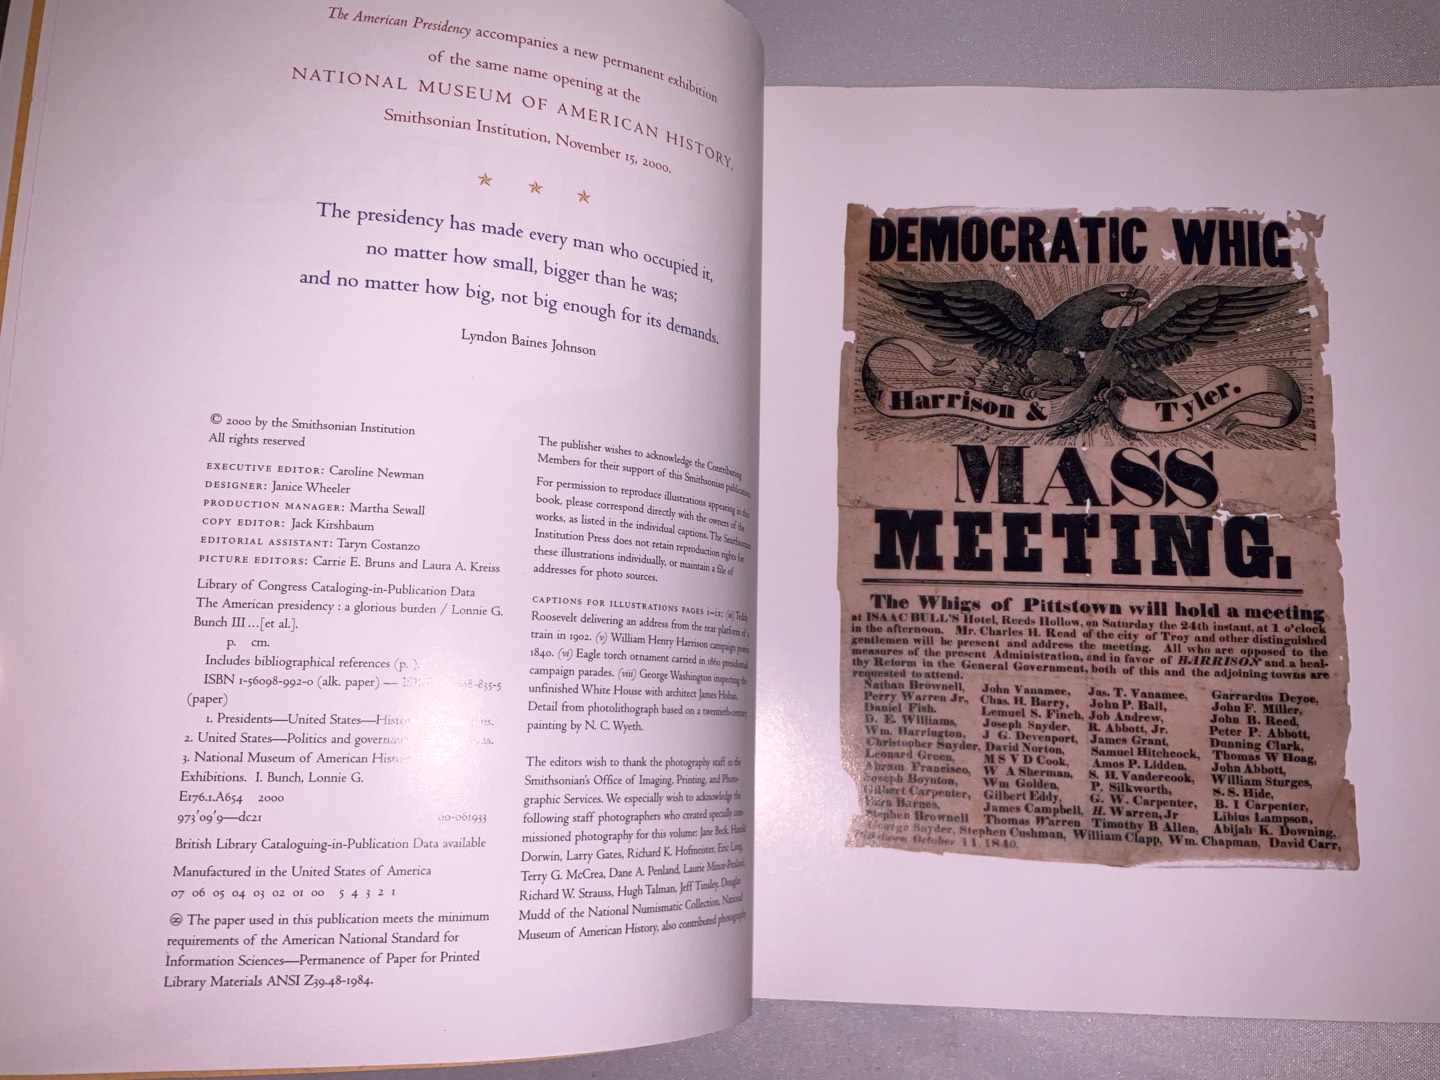 The American Presidency accompanies a new permanent exhibition
of the same name opening at the
NATIONAL MUSEUM OF AMERICAN HISTORY,
Smithsonian Institution, November 15, 2000.
The presidency has made every man who occupied it,
no matter how small, bigger than he was;
and no matter how big, not big enough for its demands.
Lyndon Baines Johnson
© 2000 by the Smithsonian Institution
All rights reserved
EXECUTIVE EDITOR: Caroline Newman
DESIGNER: Janice Wheeler
PRODUCTION MANAGER: Martha Sewall
COPY EDITOR: Jack Kirshbaum
EDITORIAL ASSISTANT: Taryn Costanzo
PICTURE EDITORS: Carrie E. Bruns and Laura A. Kreiss
Library of Congress Cataloging-in-Publication Data
The American presidency : a glorious burden / Lonnie G.
Bunch III ...[et al.].
p. cm.
Includes bibliographical references (p. ).
ISBN 1-56098-992-0 (alk. paper) —
(paper)
1. Presidents—United States—
2. United States—Politics and
3. National Museum of American
Exhibitions. I. Bunch, Lonnie G.
E176.1.A654 2000
973'09'9—dc21 00-061933
British Library Cataloguing-in-Publication Data available
Manufactured in the United States of America
07 06 05 04 03 02 01 00 5 4 3 2 1
♾ The paper used in this publication meets the minimum
requirements of the American National Standard for
Information Sciences—Permanence of Paper for Printed
Library Materials ANSI Z39.48-1984.
The publisher wishes to acknowledge the Contributing
Members for their support of this Smithsonian publication.
For permission to reproduce illustrations appearing in this
book, please correspond directly with the owners of the
works, as listed in the individual captions. The Smithsonian
Institution Press does not retain reproduction rights for
these illustrations individually, or maintain a file of
addresses for photo sources.
CAPTIONS FOR ILLUSTRATIONS PAGES i–ix: (iii) Teddy
Roosevelt delivering an address from the rear platform of a
train in 1902. (v) William Henry Harrison campaign poster,
1840. (vi) Eagle torch ornament carried in 1860 presidential
campaign parades. (viii) George Washington inspecting the
unfinished White House with architect James Hoban.
Detail from photolithograph based on a twentieth-century
painting by N. C. Wyeth.
The editors wish to thank the photography staff in the
Smithsonian's Office of Imaging, Printing, and Photo-
graphic Services. We especially wish to acknowledge the
following staff photographers who created specially com-
missioned photography for this volume: Jane Beck, Harold
Dorwin, Larry Gates, Richard K. Hofmeister, Eric Long,
Terry G. McCrea, Dane A. Penland, Laurie Minor-Penland,
Richard W. Strauss, Hugh Talman, Jeff Tinsley. Douglas
Mudd of the National Numismatic Collection, National
Museum of American History, also contributed photographs
DEMOCRATIC WHIG
Harrison & Tyler.
MASS
MEETING.
The Whigs of Pittstown will hold a meeting
at ISAAC BULL'S Hotel, Reeds Hollow, on Saturday the 24th instant, at 1 o'clock
in the afternoon. Mr. Charles H. Read of the city of Troy and other distinguished
gentlemen will be present and address the meeting. All who are opposed to the
measures of the present Administration, and in favor of HARRISON and a heal-
thy Reform in the General Government, both of this and the adjoining towns are
requested to attend.
Nathan Brownell, John Vanamee, Jas. T. Vanamee, Garrardus Deyoe,
Perry Warren Jr, Chas. H. Barry, John P. Ball, John F. Miller,
Daniel Fish, Lemuel S. Finch, Job Andrew, John B. Reed,
D. E. Williams, Joseph Snyder, R. Abbott, Jr. Peter P. Abbott,
Wm. Harrington, J G. Devenport, James Grant, Dunning Clark,
Christopher Snyder, David Norton, Samuel Hitchcock, Thomas W Hoag,
Leonard Green, M S V D Cook, Amos P. Lidden, John Abbott,
Abram Francisco, W A Sherman, S. H. Vandercook, William Sturges,
Joseph Boynton, Wm Golden, P. Silkworth, S. S. Hide,
Gilbert Carpenter, Gilbert Eddy, G. W. Carpenter, B. I Carpenter,
Ezra Barnes, James Campbell, H. Warren, Jr Libius Lampson,
Stephen Brownell Thomas Warren Timothy B Allen, Abijah K. Downing,
George Snyder, Stephen Cushman, William Clapp, Wm. Chapman, David Carr,
Pittstown October 11, 1840.